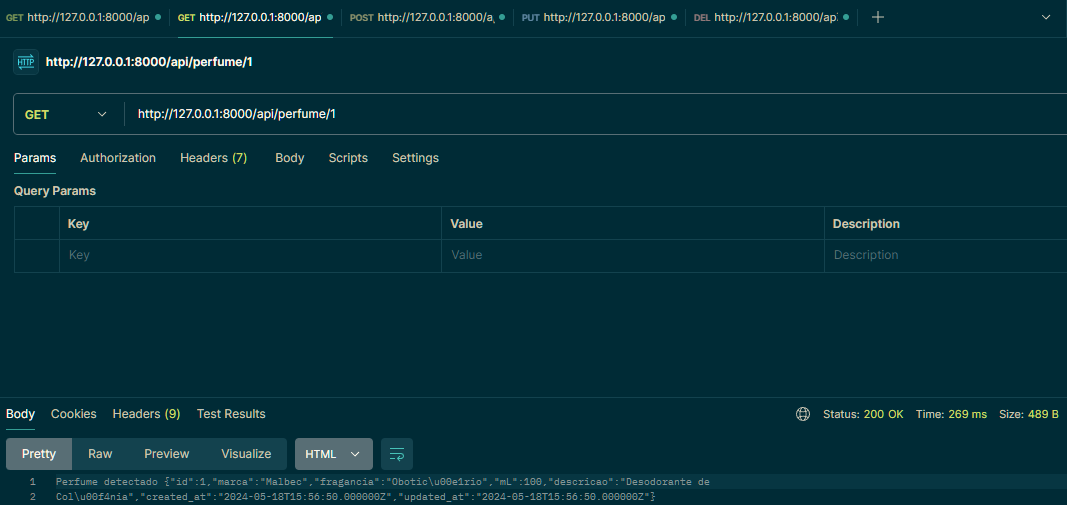 GET http://127.0.0.1:8000/ap GET http://127.0.0.1:8000/ap POST http://127.0.0.1:8000/a PUT http://127.0.0.1:8000/ap DEL http://127.0.0.1:8000/ap
HTTP http://127.0.0.1:8000/api/perfume/1
GET http://127.0.0.1:8000/api/perfume/1
Params Authorization Headers (7) Body Scripts Settings
Query Params
Key Value Description
Key Value Description
Body Cookies Headers (9) Test Results Status: 200 OK Time: 269 ms Size: 489 B
Pretty Raw Preview Visualize HTML
1 Perfume detectado {"id":1,"marca":"Malbec","fragancia":"Obotic\u00e1rio","mL":100,"descricao":"Desodorante de
2 Col\u00f4nia","created_at":"2024-05-18T15:56:50.000000Z","updated_at":"2024-05-18T15:56:50.000000Z"}